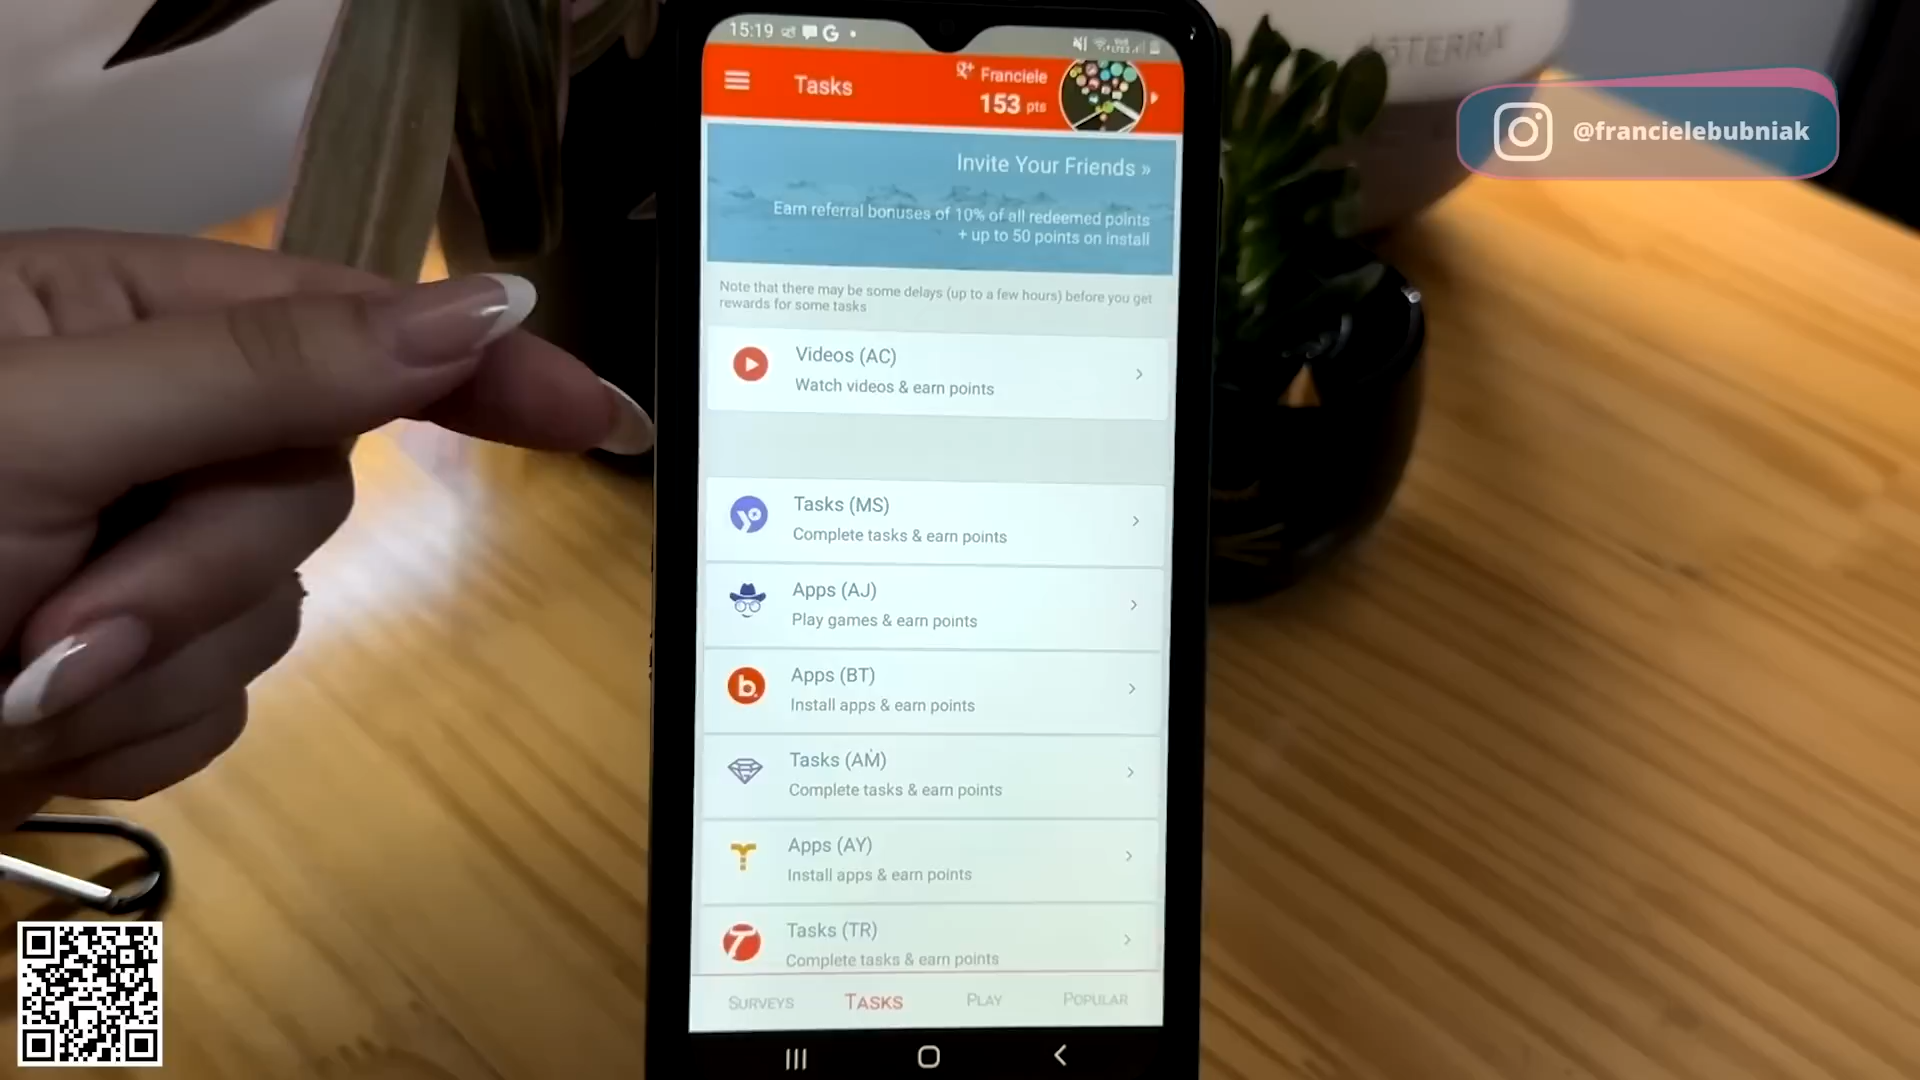 15:19
dōTERRA
Tasks
Franciele
153 pts
@francielebubniak
Invite Your Friends »
Earn referral bonuses of 10% of all redeemed points
+ up to 50 points on install
Note that there may be some delays (up to a few hours) before you get
rewards for some tasks
Videos (AC)
Watch videos & earn points
Tasks (MS)
Complete tasks & earn points
Apps (AJ)
Play games & earn points
Apps (BT)
Install apps & earn points
Tasks (AM)
Complete tasks & earn points
Apps (AY)
Install apps & earn points
Tasks (TR)
Complete tasks & earn points
SURVEYS
TASKS
PLAY
POPULAR